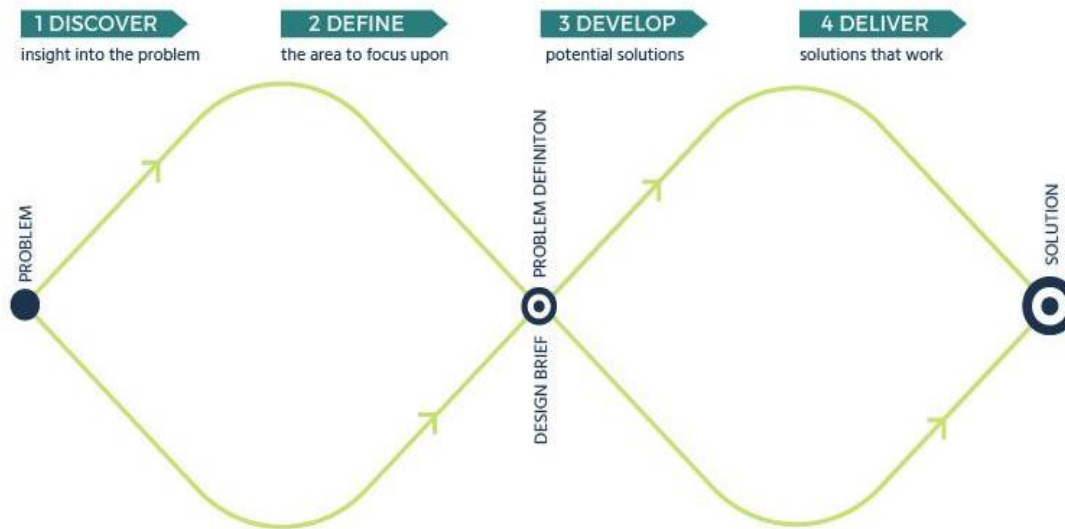 1 DISCOVER
insight into the problem
2 DEFINE
the area to focus upon
3 DEVELOP
potential solutions
4 DELIVER
solutions that work
PROBLEM
PROBLEM DEFINITON
DESIGN BRIEF
SOLUTION